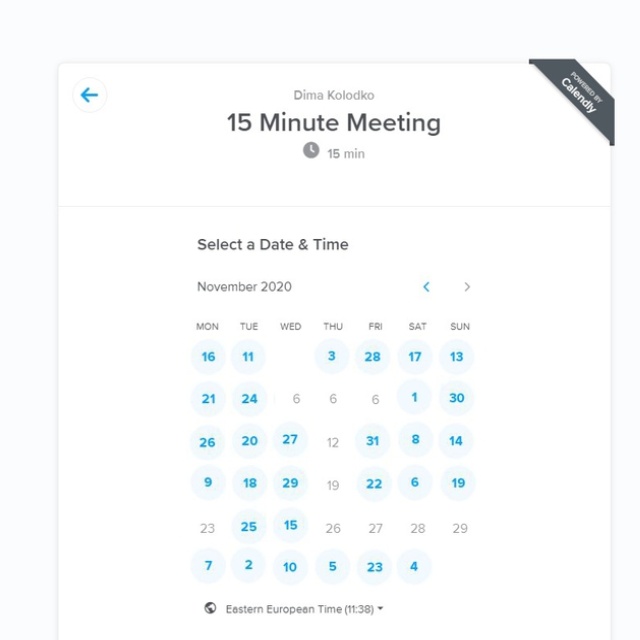 POWERED BY
Calendly
Dima Kolodko
15 Minute Meeting
15 min
Select a Date & Time
November 2020
MON TUE WED THU FRI SAT SUN
16 11 3 28 17 13
21 24 6 6 6 1 30
26 20 27 12 31 8 14
9 18 29 19 22 6 19
23 25 15 26 27 28 29
7 2 10 5 23 4
Eastern European Time (11:38)